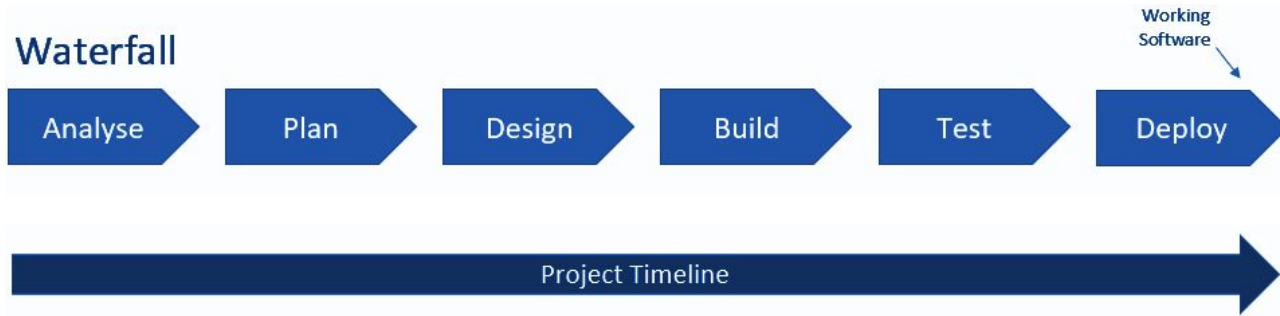 Working
Software
Waterfall
Analyse
Plan
Design
Build
Test
Deploy
Project Timeline